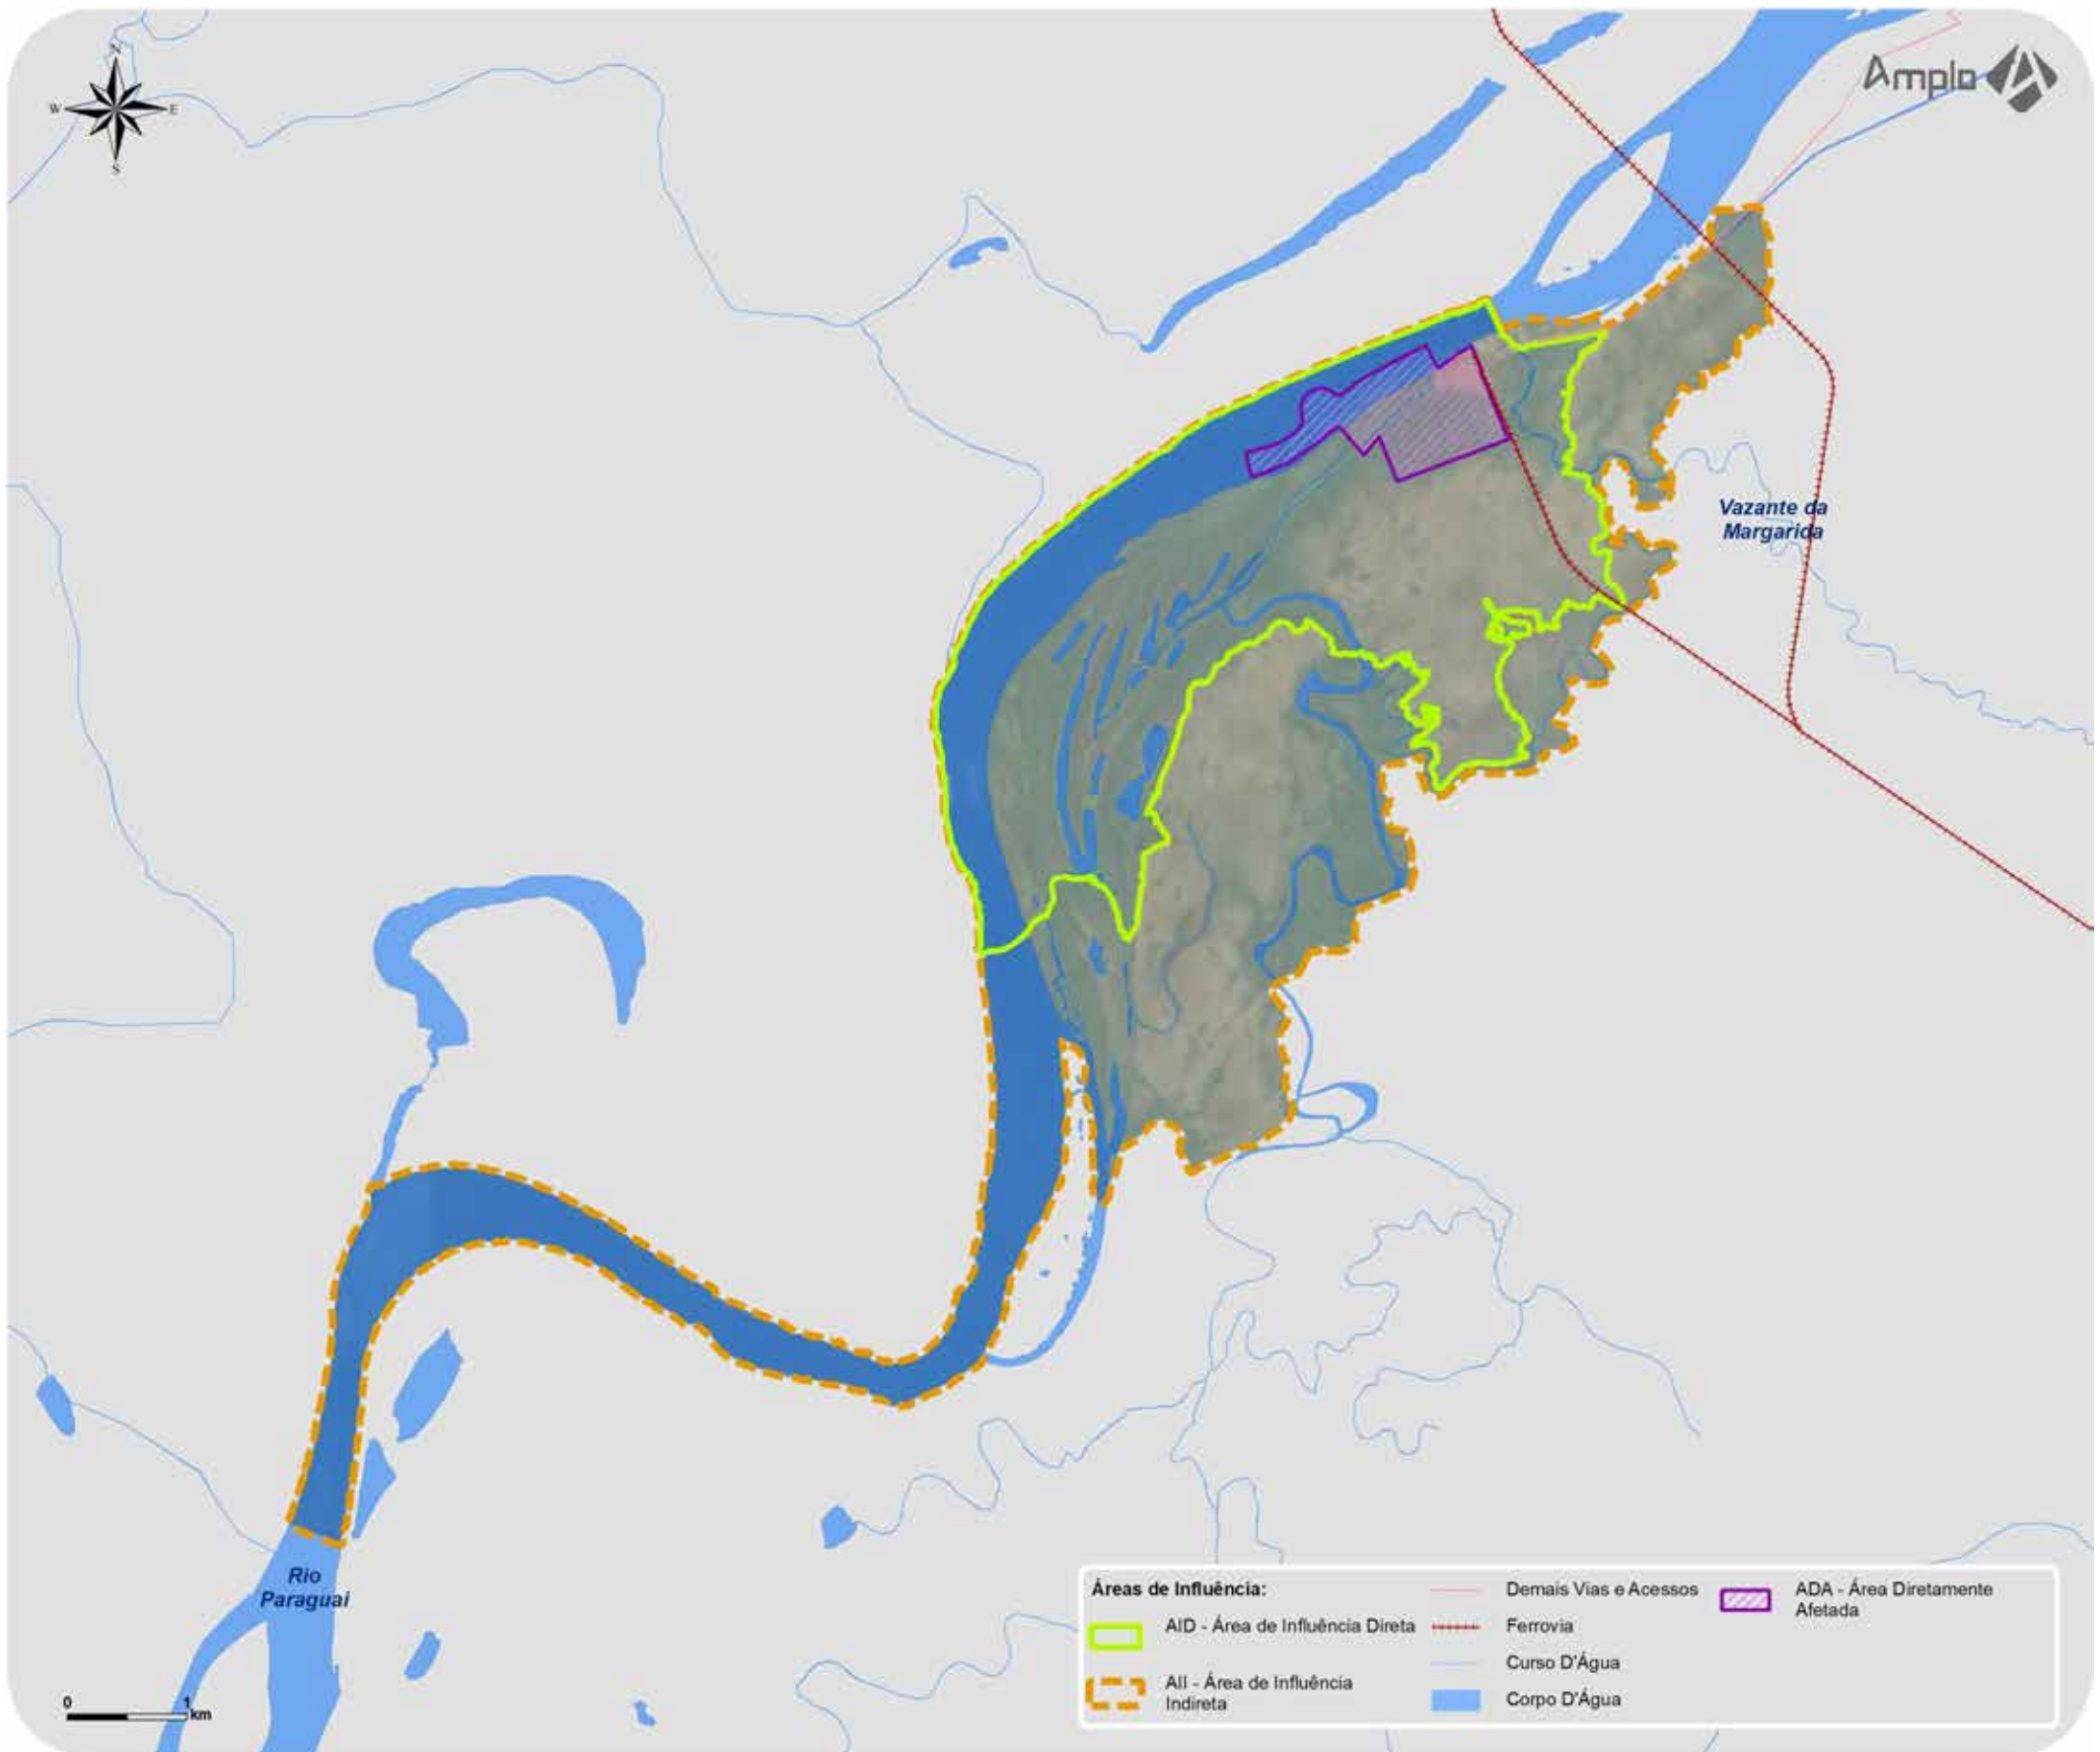 N
W
E
S
Amplo
Vazante da
Margarida
Rio
Paraguai
0
1
km
Áreas de Influência:
AID - Área de Influência Direta
AII - Área de Influência
Indireta
Demais Vias e Acessos
Ferrovia
Curso D'Água
Corpo D'Água
ADA - Área Diretamente
Afetada